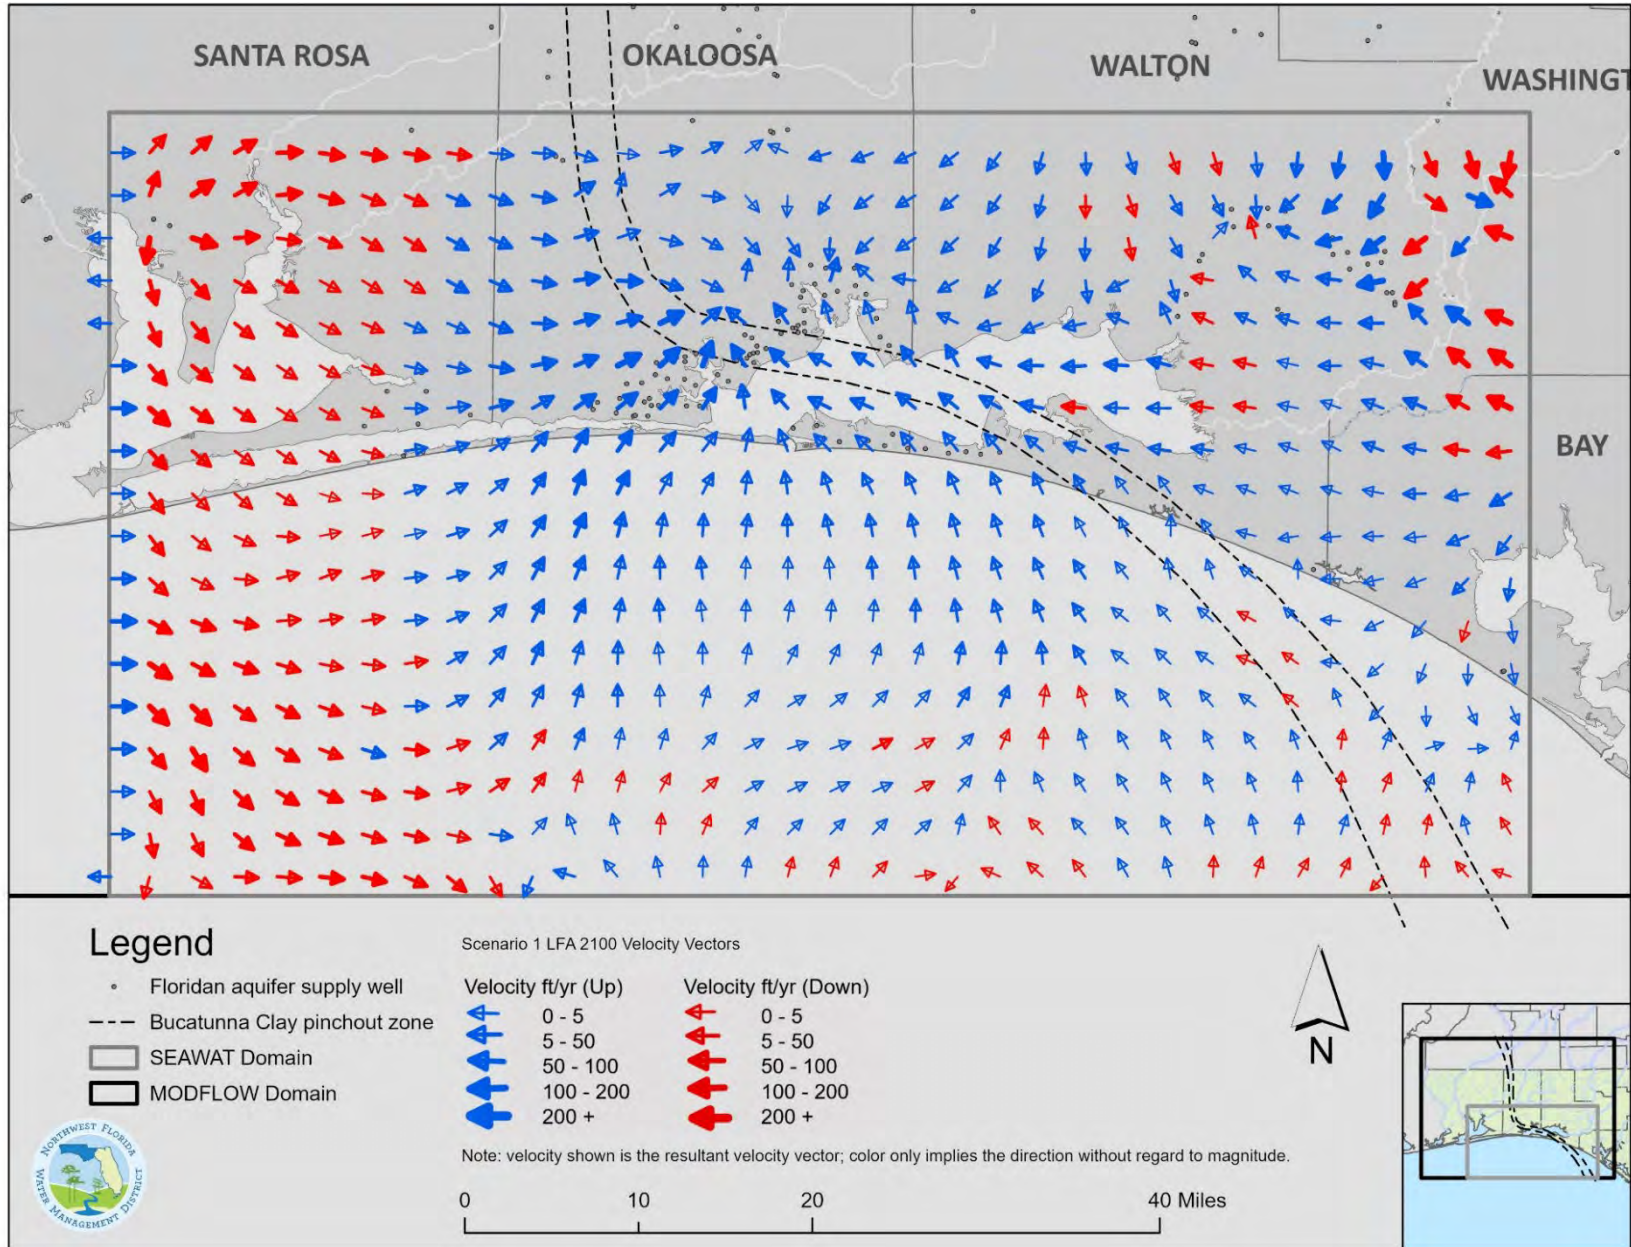 SANTA ROSA
OKALOOSA
WALTON
WASHINGT
BAY
Legend
Floridan aquifer supply well
Bucatunna Clay pinchout zone
SEAWAT Domain
MODFLOW Domain
Scenario 1 LFA 2100 Velocity Vectors
Velocity ft/yr (Up)
0 - 5
5 - 50
50 - 100
100 - 200
200 +
Velocity ft/yr (Down)
0 - 5
5 - 50
50 - 100
100 - 200
200 +
Note: velocity shown is the resultant velocity vector; color only implies the direction without regard to magnitude.
0 10 20 40 Miles
N
NORTHWEST FLORIDA
WATER MANAGEMENT DISTRICT